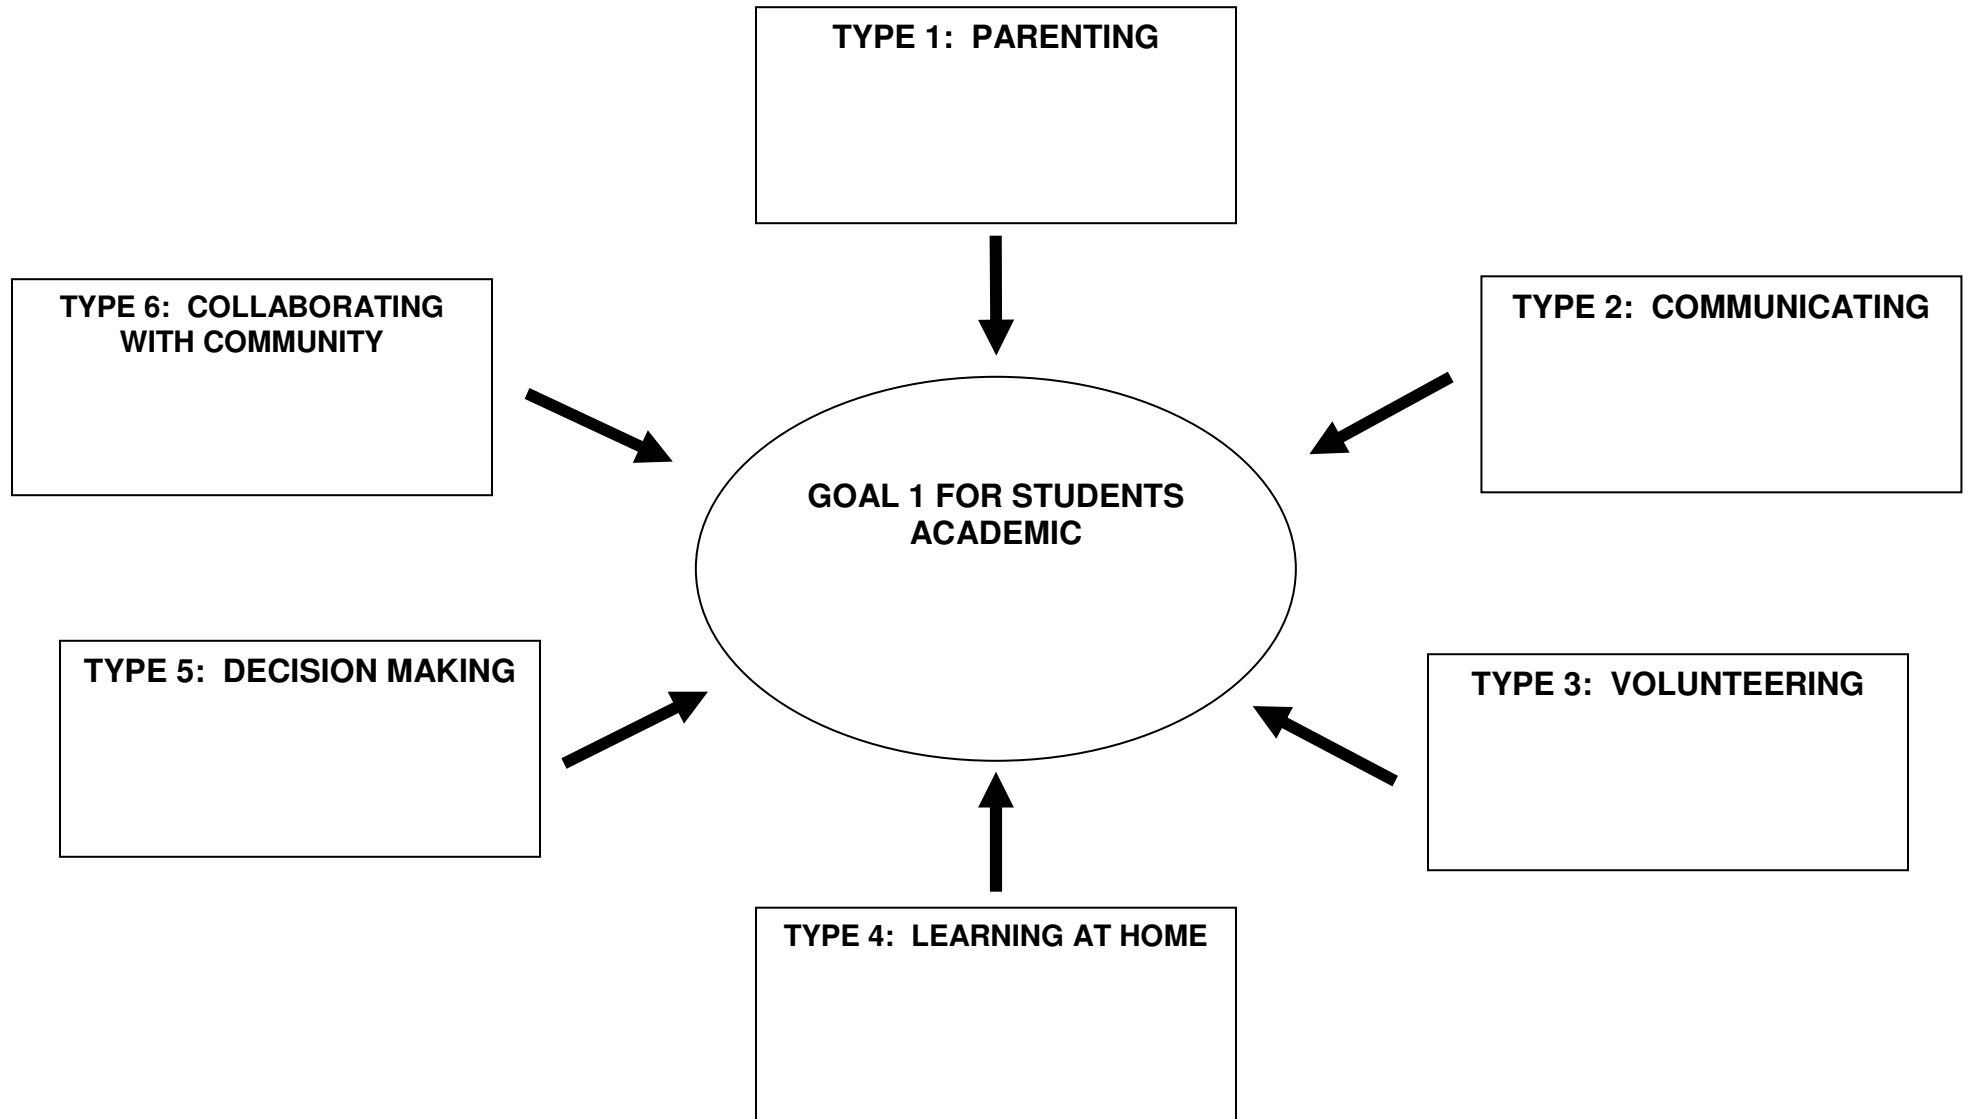 TYPE 1:  PARENTING
TYPE 6:  COLLABORATING
WITH COMMUNITY
TYPE 2:  COMMUNICATING
GOAL 1 FOR STUDENTS
ACADEMIC
TYPE 5:  DECISION MAKING
TYPE 3:  VOLUNTEERING
TYPE 4:  LEARNING AT HOME